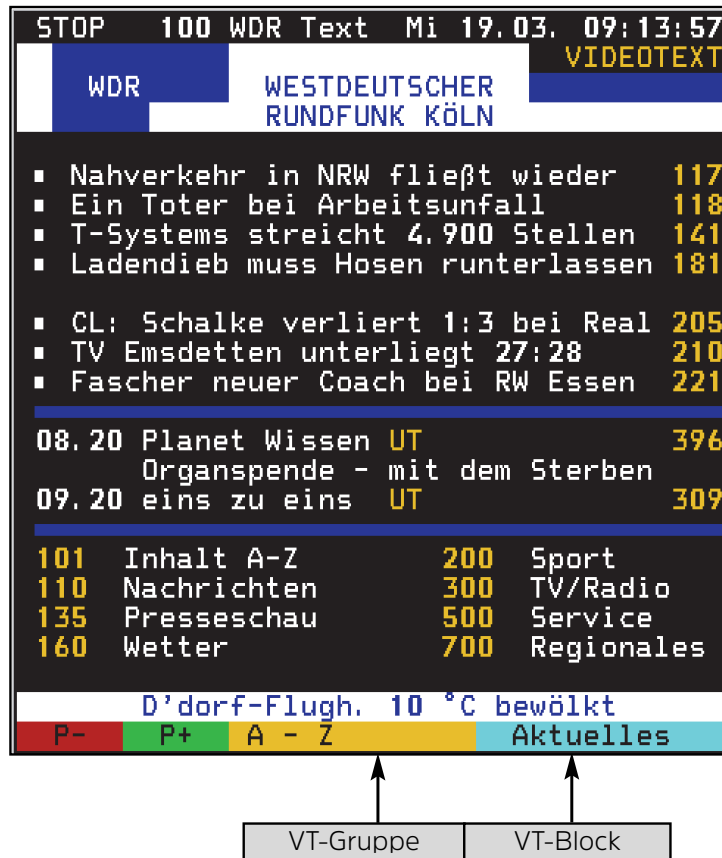 STOP 100 WDR Text Mi 19.03. 09:13:57
VIDEOTEXT
WDR WESTDEUTSCHER
RUNDFUNK KÖLN
▪ Nahverkehr in NRW fließt wieder 117
▪ Ein Toter bei Arbeitsunfall 118
▪ T-Systems streicht 4.900 Stellen 141
▪ Ladendieb muss Hosen runterlassen 181
▪ CL: Schalke verliert 1:3 bei Real 205
▪ TV Emsdetten unterliegt 27:28 210
▪ Fascher neuer Coach bei RW Essen 221
08.20 Planet Wissen UT 396
Organspende - mit dem Sterben
09.20 eins zu eins UT 309
101 Inhalt A-Z 200 Sport
110 Nachrichten 300 TV/Radio
135 Presseschau 500 Service
160 Wetter 700 Regionales
D'dorf-Flugh. 10 °C bewölkt
P- P+ A - Z Aktuelles
VT-Gruppe VT-Block